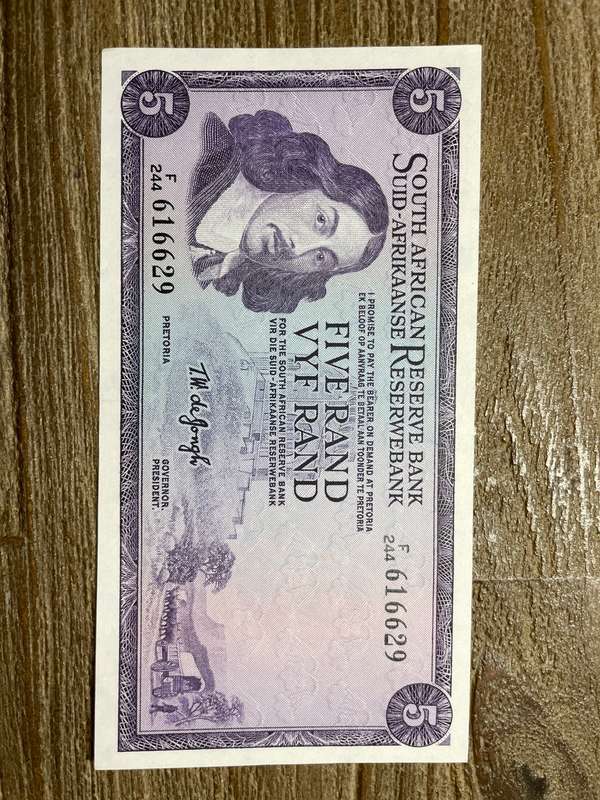 5
5
SOUTH AFRICAN RESERVE BANK
SUID-AFRIKAANSE RESERWEBANK
I PROMISE TO PAY THE BEARER ON DEMAND AT PRETORIA
EK BELOOF OP AANVRAAG TE BETAAL AAN TOONDER TE PRETORIA
F
244 616629
FIVE RAND
VYF RAND
FOR THE SOUTH AFRICAN RESERVE BANK
VIR DIE SUID-AFRIKAANSE RESERWEBANK
T.W. de Jongh
F
244 616629
PRETORIA
GOVERNOR.
PRESIDENT.
5